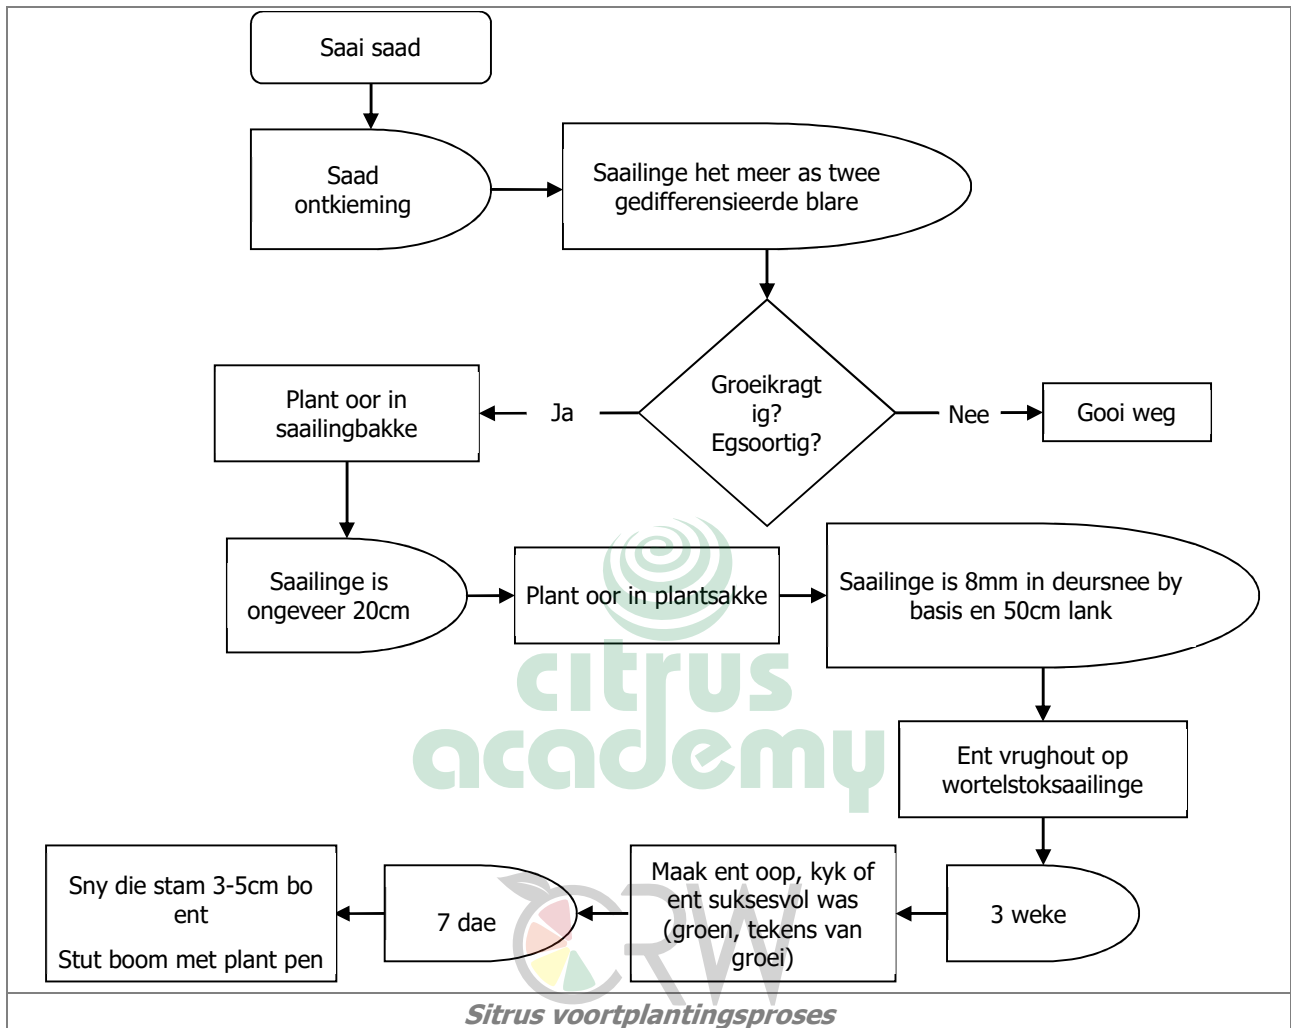 Saai saad
Saad
ontkieming
Saailinge het meer as twee
gedifferensieerde blare
Groeikragt
ig?
Egsoortig?
Ja
Plant oor in
saailingbakke
Nee
Gooi weg
Saailinge is
ongeveer 20cm
Plant oor in plantsakke
Saailinge is 8mm in deursnee by
basis en 50cm lank
citrus
academy
Ent vrughout op
wortelstoksaailinge
3 weke
Maak ent oop, kyk of
ent suksesvol was
(groen, tekens van
groei)
7 dae
Sny die stam 3-5cm bo
ent
Stut boom met plant pen
CRW
Sitrus voortplantingsproses